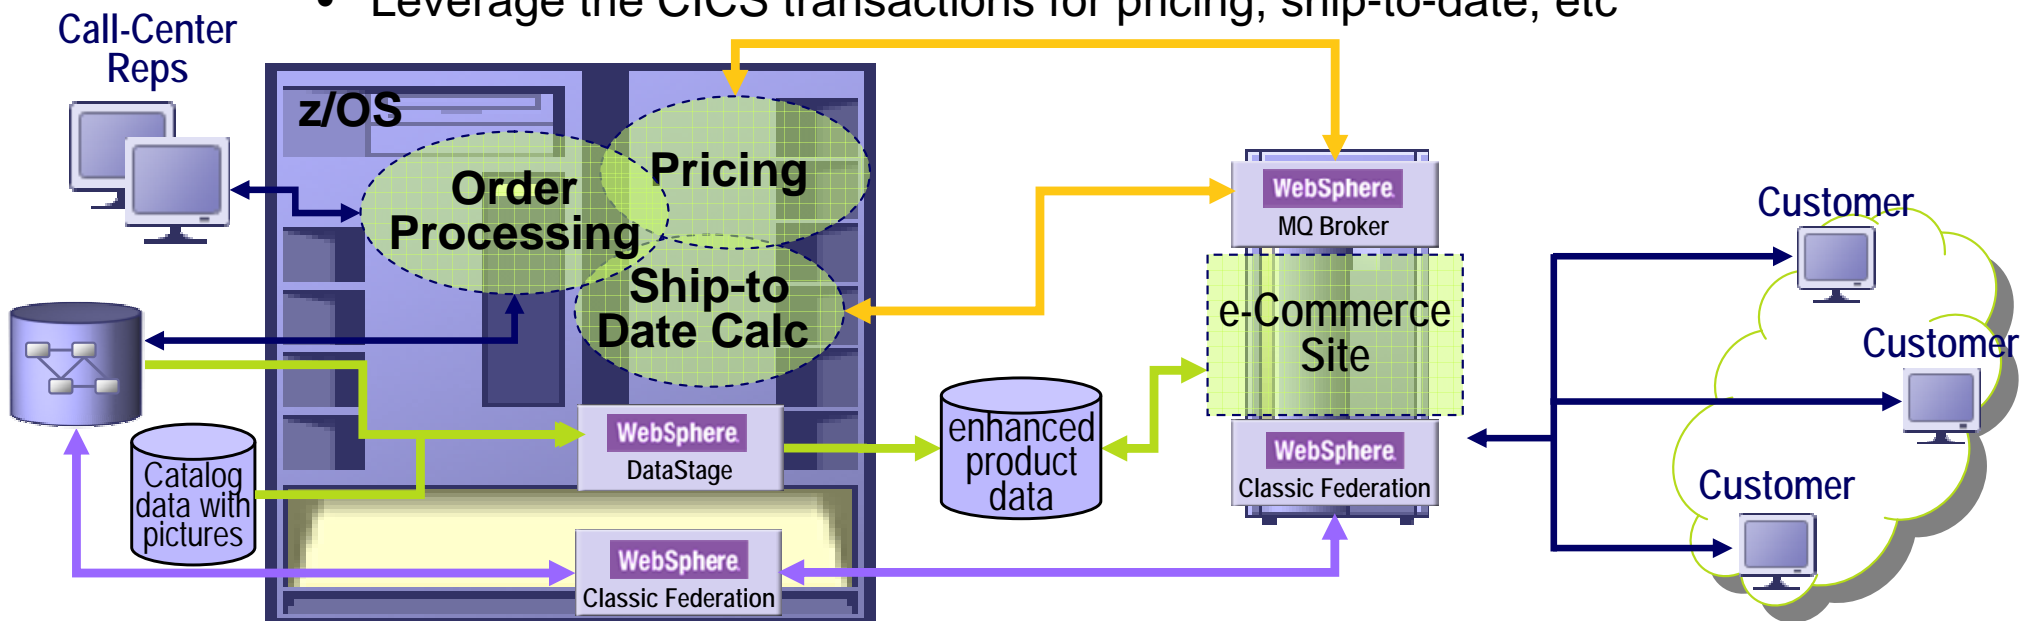 • Leverage the CICS transactions for pricing, ship-to-date, etc
Call-Center
Reps
z/OS
Pricing
Order
Processing
Ship-to
Date Calc
WebSphere.
MQ Broker
e-Commerce
Site
WebSphere.
Classic Federation
Customer
Customer
Customer
Catalog
data with
pictures
WebSphere.
DataStage
enhanced
product
data
WebSphere.
Classic Federation